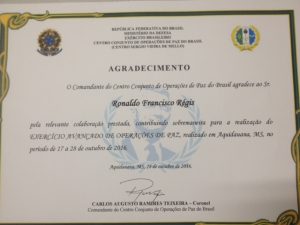 REPÚBLICA FEDERATIVA DO BRASIL
MINISTÉRIO DA DEFESA
EXÉRCITO BRASILEIRO
CENTRO CONJUNTO DE OPERAÇÕES DE PAZ DO BRASIL
(CENTRO SERGIO VIEIRA DE MELLO)
AGRADECIMENTO
O Comandante do Centro Conjunto de Operações de Paz do Brasil agradece ao Sr.
Ronaldo Francisco Régis
pela relevante colaboração prestada, contribuindo sobremaneira para a realização do
EXERCÍCIO AVANÇADO DE OPERAÇÕES DE PAZ, realizado em Aquidauana, MS, no
período de 17 a 28 de outubro de 2016.
Aquidauana, MS, 28 de outubro de 2016.
CARLOS AUGUSTO RAMIRES TEIXEIRA – Coronel
Comandante do Centro Conjunto de Operações de Paz do Brasil